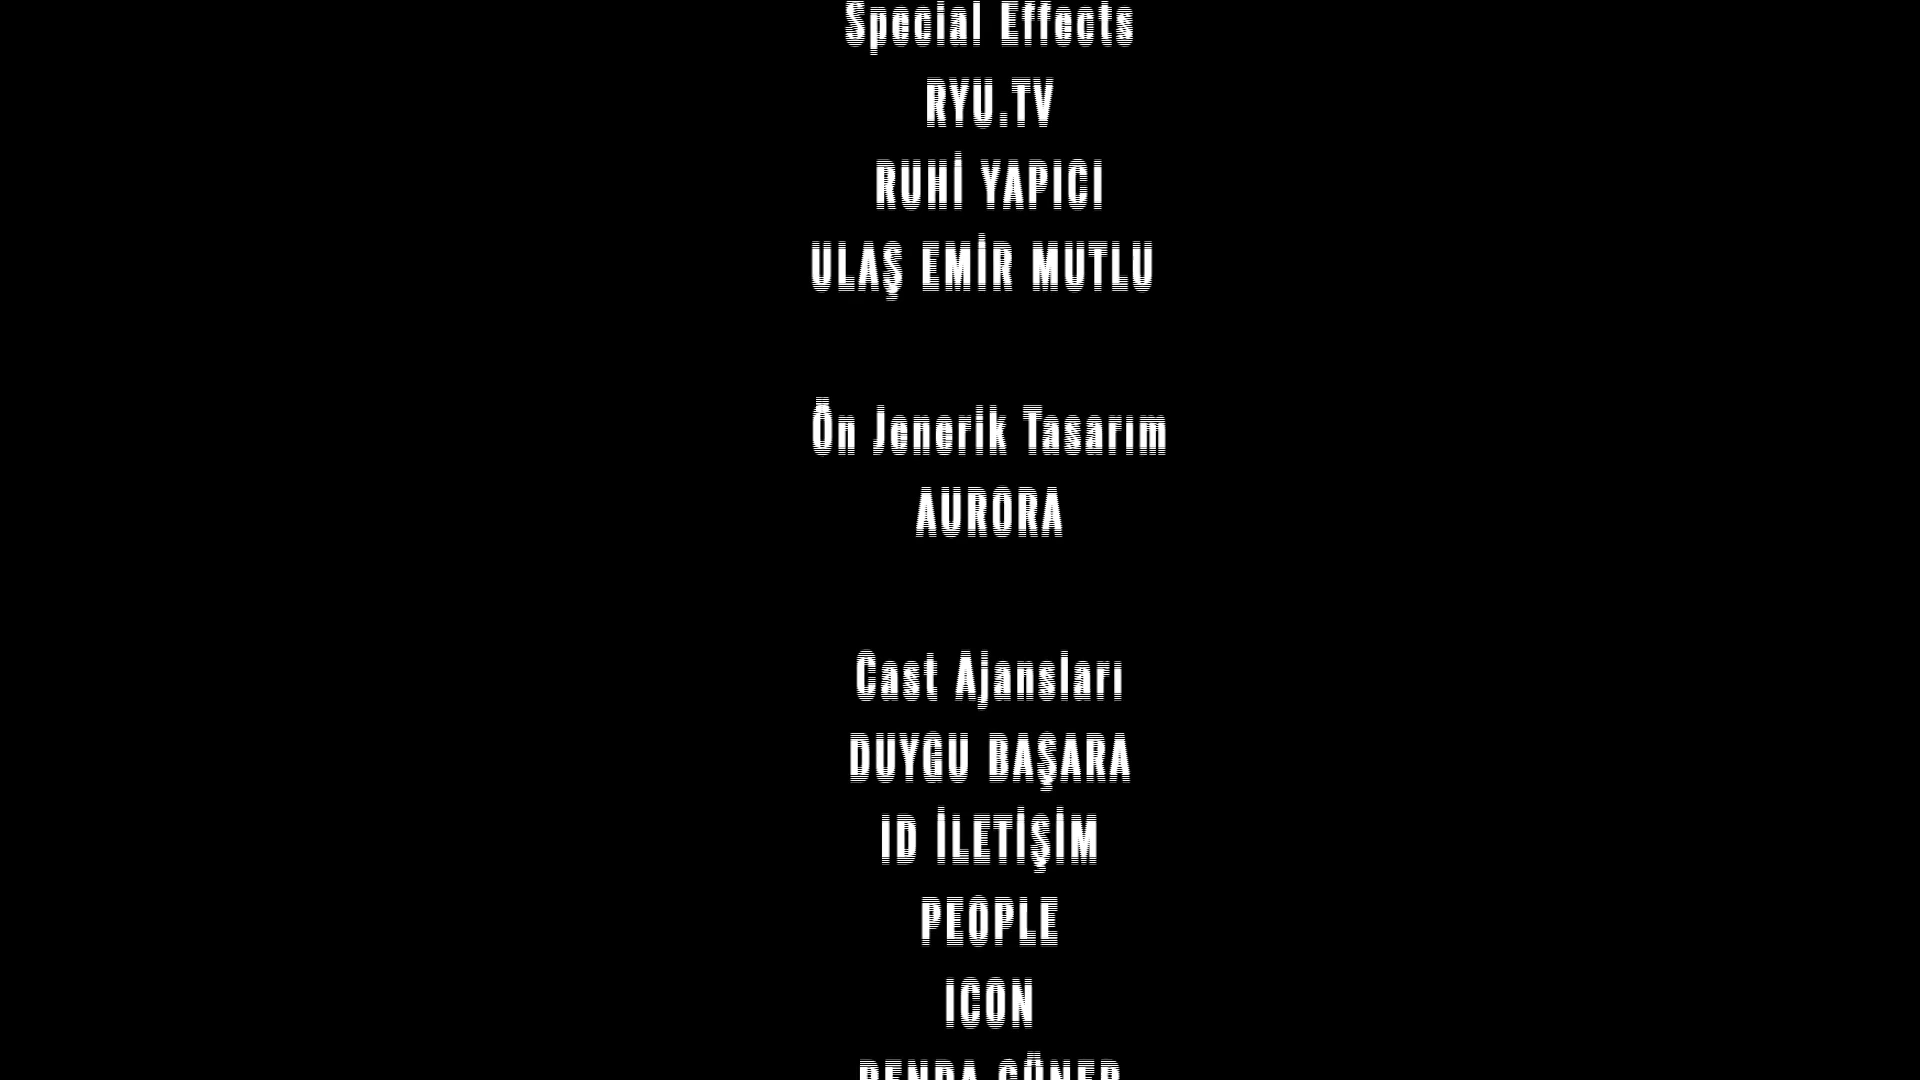 Special Effects
RYU.TV
RUHİ YAPICI
ULAŞ EMİR MUTLU
Ön Jenerik Tasarım
AURORA
Cast Ajansları
DUYGU BAŞARA
ID İLETİŞİM
PEOPLE
ICON